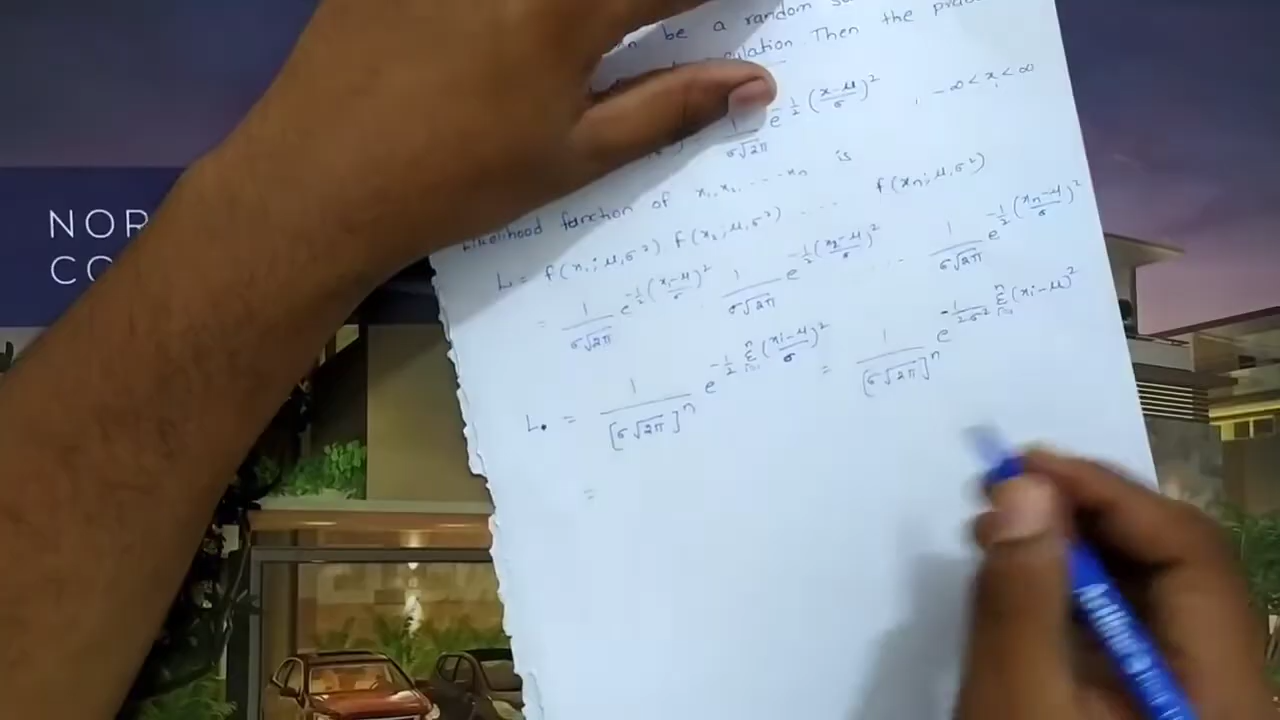 be a random
Then the
1/σ√2π e^-1/2 (x-μ/σ)^2 , -∞ < x < ∞
Likelihood function of x₁, x₂, ..... xₙ is
L = f(x₁; μ, σ²) f(x₂; μ, σ²) ... f(xₙ; μ, σ²)
= 1/σ√2π e^-1/2 (x₁-μ/σ)^2 1/σ√2π e^-1/2 (x₂-μ/σ)^2 ... 1/σ√2π e^-1/2 (xₙ-μ/σ)^2
L = 1/[σ√2π]^n e^-1/2 Σ_{i=1}^n (xi-μ/σ)^2 = 1/[σ√2π]^n e^-1/2σ² Σ_{i=1}^n (xi-μ)^2
=
NOR
CO